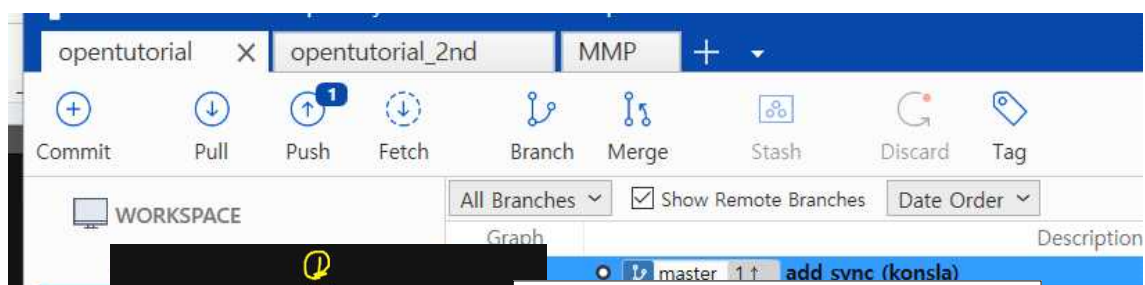 opentutorial opentutorial_2nd MMP
1
Commit Pull Push Fetch Branch Merge Stash Discard Tag
WORKSPACE
All Branches Show Remote Branches Date Order
Graph Description
1
master 1↑ add sync (konsla)